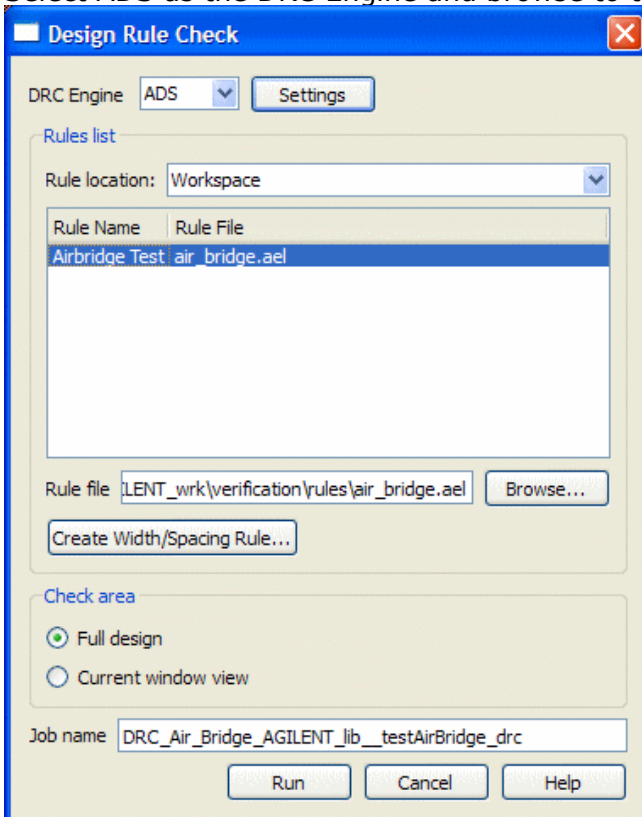 Design Rule Check
DRC Engine ADS Settings
Rules list
Rule location: Workspace
Rule Name Rule File
Airbridge Test air_bridge.ael
Rule file LENT_wrk\verification\rules\air_bridge.ael Browse...
Create Width/Spacing Rule...
Check area
Full design
Current window view
Job name DRC_Air_Bridge_AGILENT_lib__testAirBridge_drc
Run Cancel Help